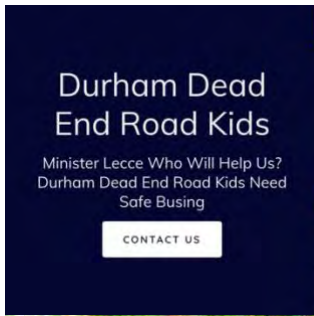 Durham Dead
End Road Kids
Minister Lecce Who Will Help Us?
Durham Dead End Road Kids Need
Safe Busing
CONTACT US